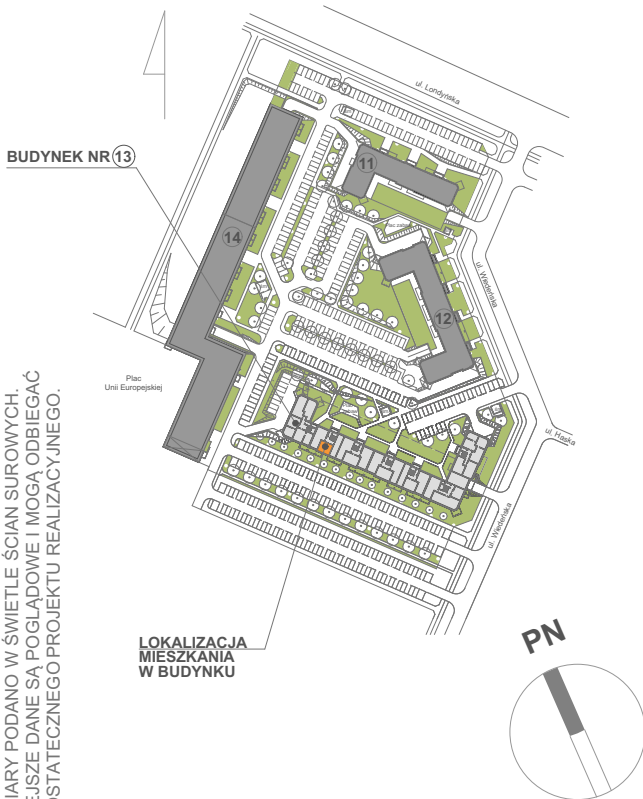 ul. Londyńska
BUDYNEK NR 13
11
14
ul. Wiedeńska
12
Plac
Unii Europejskiej
ul. Haska
ul. Wiedeńska
LOKALIZACJA
MIESZKANIA
W BUDYNKU
PN
IARY PODANO W ŚWIETLE ŚCIAN SUROWYCH.
EJSZE DANE SĄ POGLĄDOWE I MOGĄ ODBIEGAĆ
OSTATECZNEGO PROJEKTU REALIZACYJNEGO.